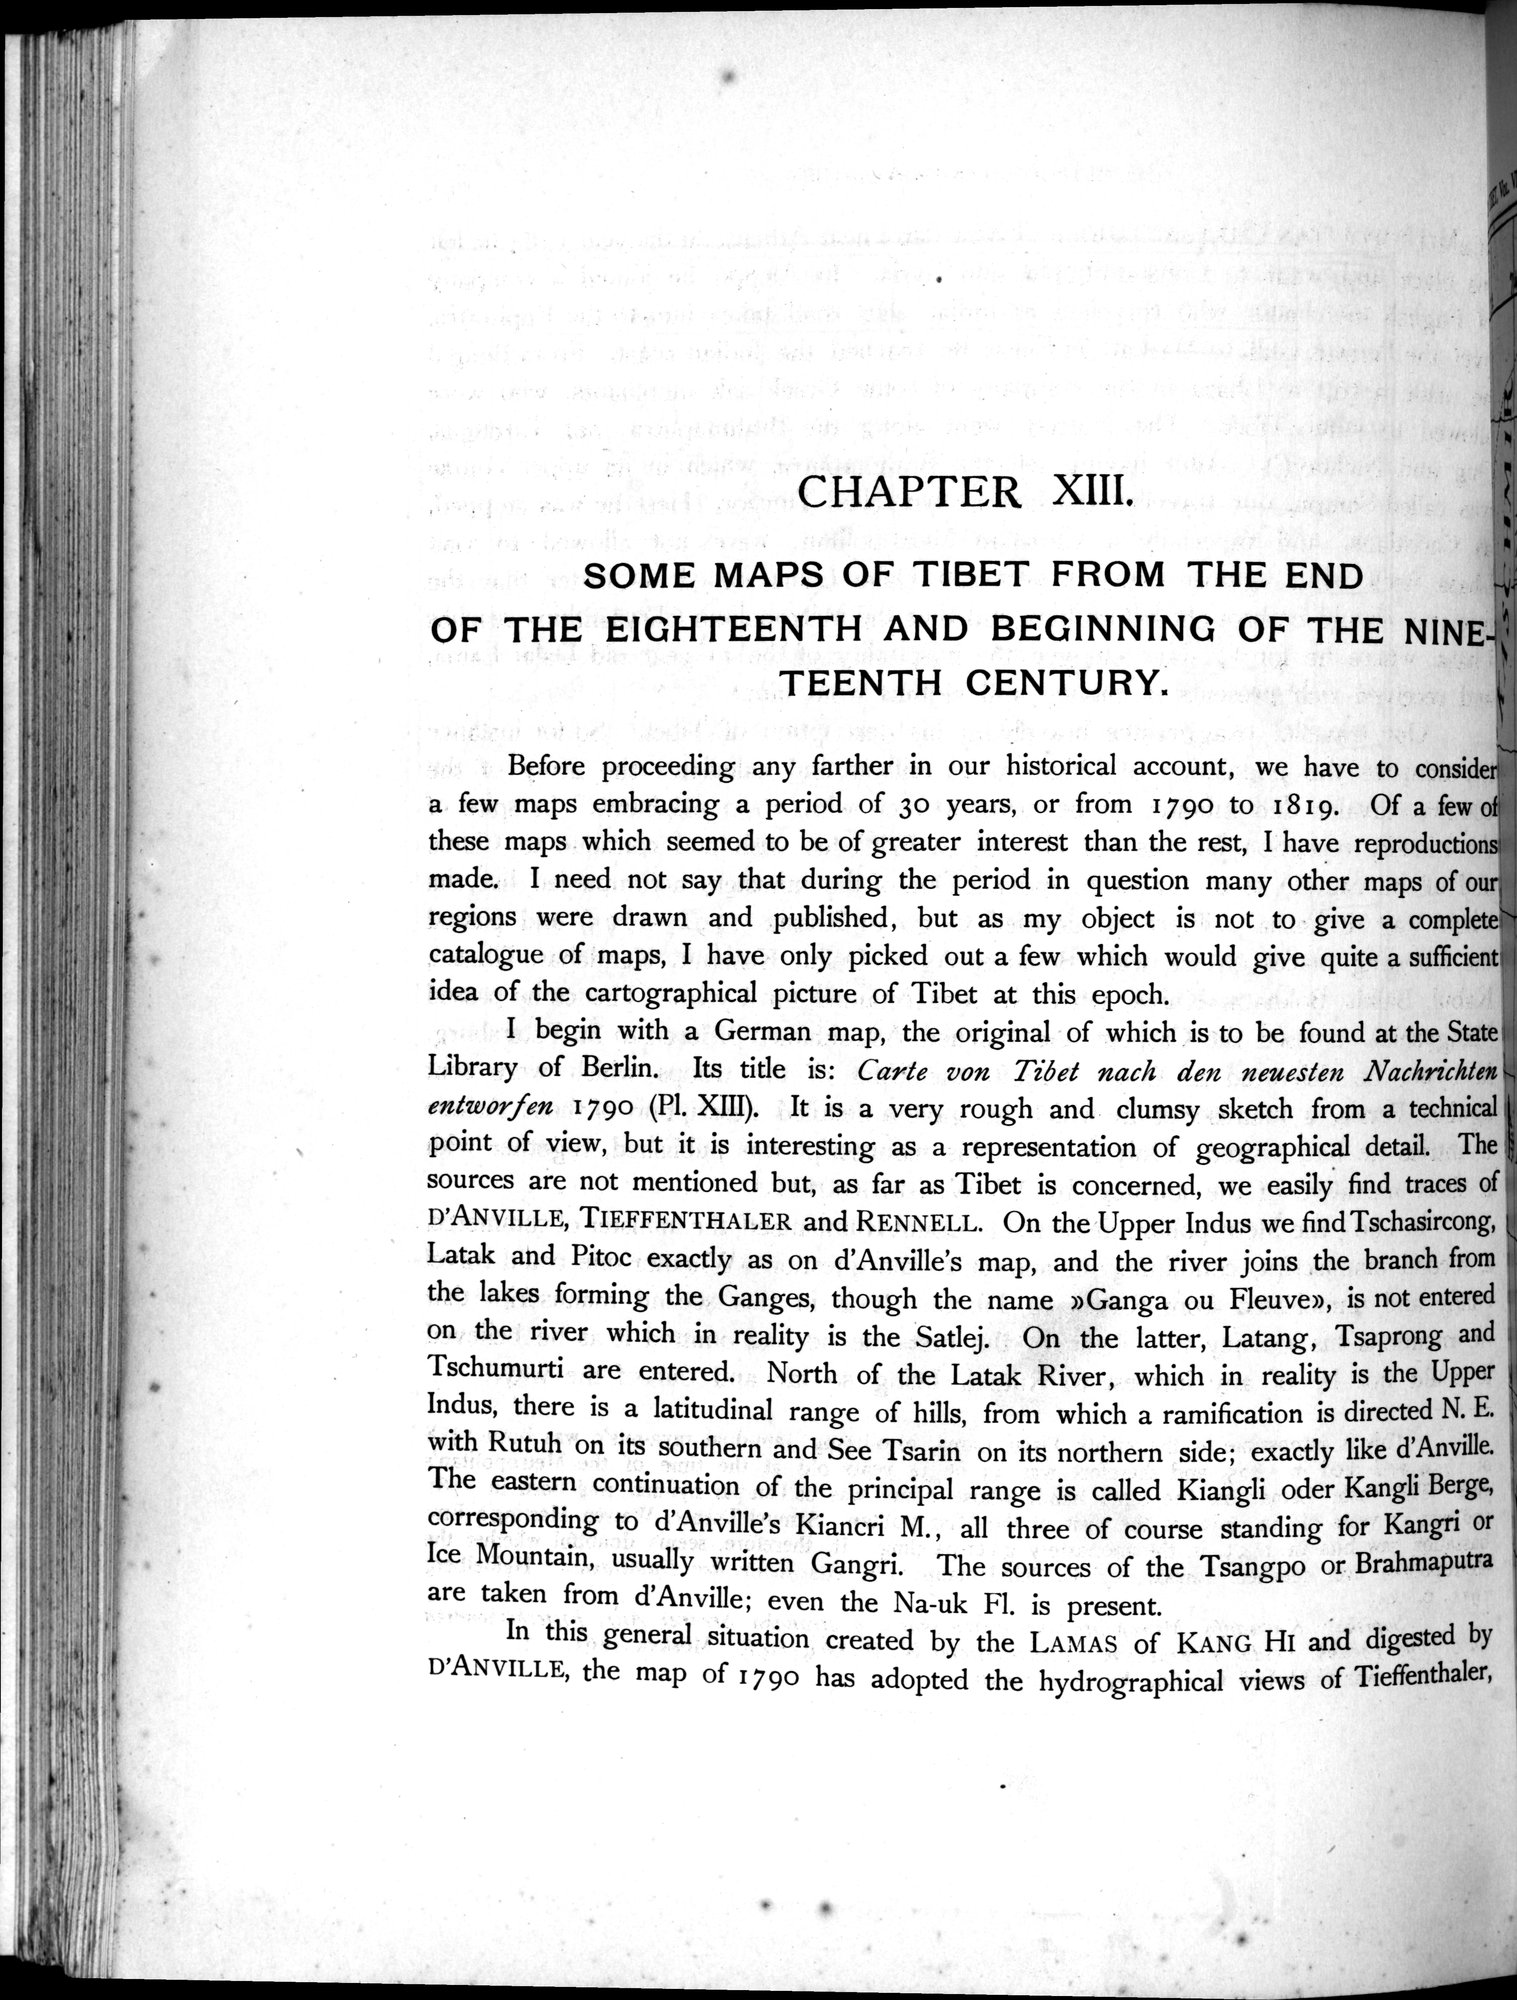 CHAPTER XIII.
SOME MAPS OF TIBET FROM THE END
OF THE EIGHTEENTH AND BEGINNING OF THE NINE-
TEENTH CENTURY.
Before proceeding any farther in our historical account, we have to consider
a few maps embracing a period of 30 years, or from 1790 to 1819. Of a few of
these maps which seemed to be of greater interest than the rest, I have reproductions
made. I need not say that during the period in question many other maps of our
regions were drawn and published, but as my object is not to give a complete
catalogue of maps, I have only picked out a few which would give quite a sufficient
idea of the cartographical picture of Tibet at this epoch.
I begin with a German map, the original of which is to be found at the State
Library of Berlin. Its title is: Carte von Tibet nach den neuesten Nachrichten
entworfen 1790 (Pl. XIII). It is a very rough and clumsy sketch from a technical
point of view, but it is interesting as a representation of geographical detail. The
sources are not mentioned but, as far as Tibet is concerned, we easily find traces of
D'ANVILLE, TIEFFENTHALER and RENNELL. On the Upper Indus we find Tschasircong,
Latak and Pitoc exactly as on d'Anville's map, and the river joins the branch from
the lakes forming the Ganges, though the name »Ganga ou Fleuve», is not entered
on the river which in reality is the Satlej. On the latter, Latang, Tsaprong and
Tschumurti are entered. North of the Latak River, which in reality is the Upper
Indus, there is a latitudinal range of hills, from which a ramification is directed N. E.
with Rutuh on its southern and See Tsarin on its northern side; exactly like d'Anville.
The eastern continuation of the principal range is called Kiangli oder Kangli Berge,
corresponding to d'Anville's Kiancri M., all three of course standing for Kangri or
Ice Mountain, usually written Gangri. The sources of the Tsangpo or Brahmaputra
are taken from d'Anville; even the Na-uk Fl. is present.
In this general situation created by the LAMAS of KANG HI and digested by
D'ANVILLE, the map of 1790 has adopted the hydrographical views of Tieffenthaler,